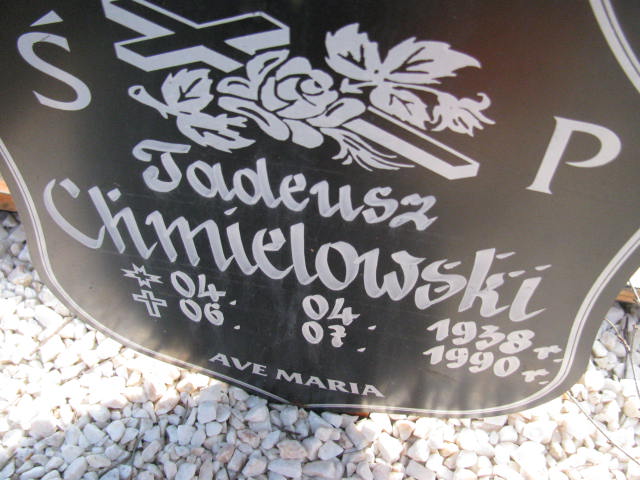 Ś P
Tadeusz
Chmielowski
04. 04. 1938 r.
06. 07. 1990 r.
AVE MARIA